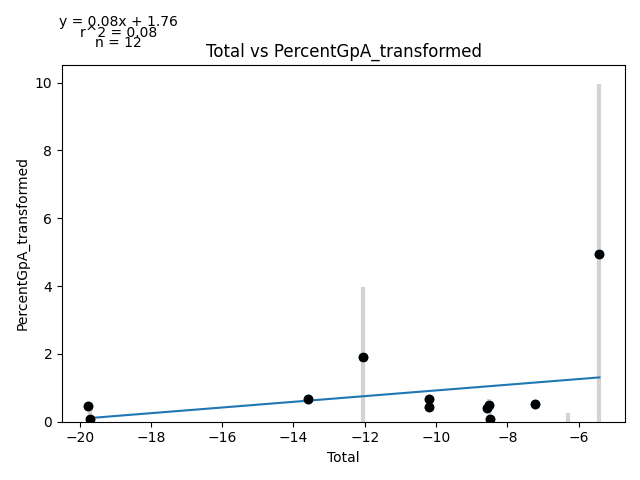 y = 0.08x + 1.76
r^2 = 0.08
n = 12
Total vs PercentGpA_transformed
PercentGpA_transformed
10
8
6
4
2
0
−20
−18
−16
−14
−12
−10
−8
−6
Total